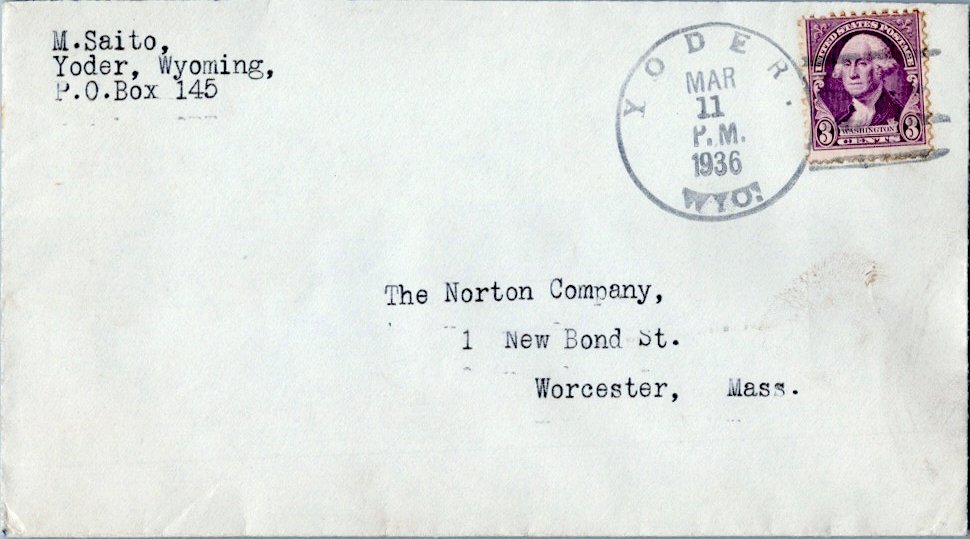 M.Saito,
Yoder, Wyoming,
P.O.Box 145
YODER.
MAR
11
P.M.
1936
WYO.
UNITED STATES POSTAGE
3 WASHINGTON 3
CENTS
The Norton Company,
1 New Bond St.
Worcester, Mass.